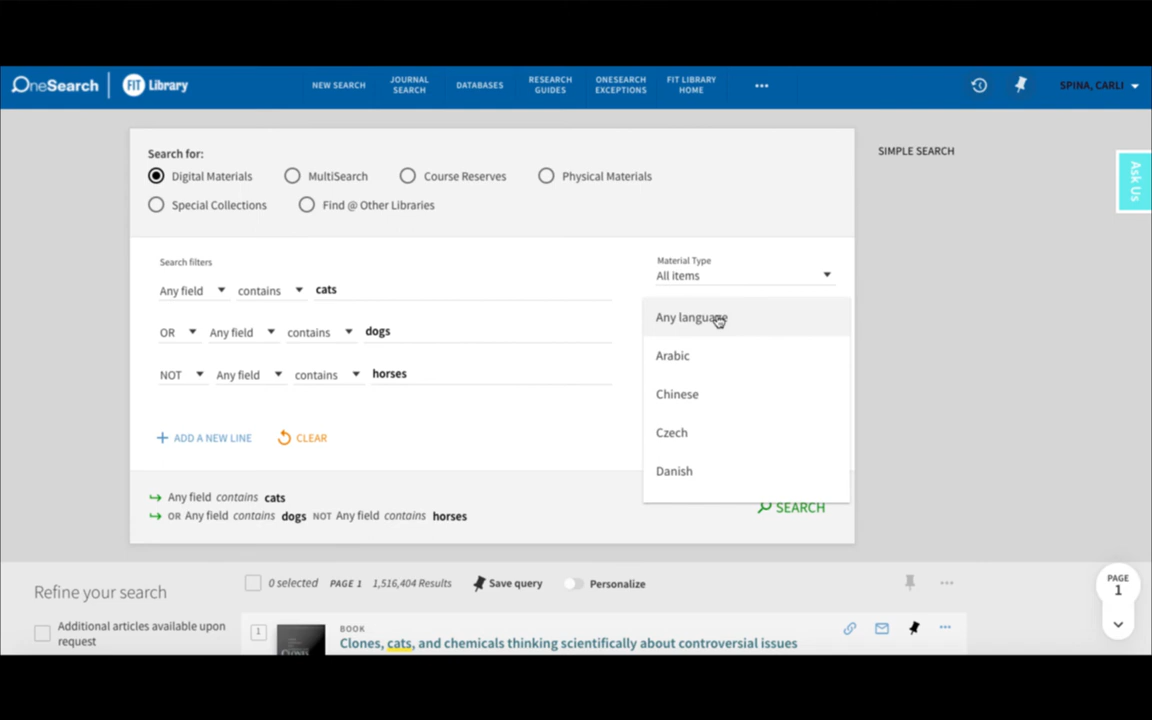 OneSearch | FIT Library
NEW SEARCH
JOURNAL SEARCH
DATABASES
RESEARCH GUIDES
ONESEARCH EXCEPTIONS
FIT LIBRARY HOME
SPINA, CARLI
SIMPLE SEARCH
Ask Us
Search for:
Digital Materials
MultiSearch
Course Reserves
Physical Materials
Special Collections
Find @ Other Libraries
Search filters
Any field contains cats
OR Any field contains dogs
NOT Any field contains horses
+ ADD A NEW LINE
CLEAR
Material Type
All items
Any language
Arabic
Chinese
Czech
Danish
Any field contains cats
OR Any field contains dogs NOT Any field contains horses
SEARCH
Refine your search
Additional articles available upon
request
0 selected PAGE 1 1,516,404 Results
Save query
Personalize
PAGE
1
1
BOOK
Clones, cats, and chemicals thinking scientifically about controversial issues